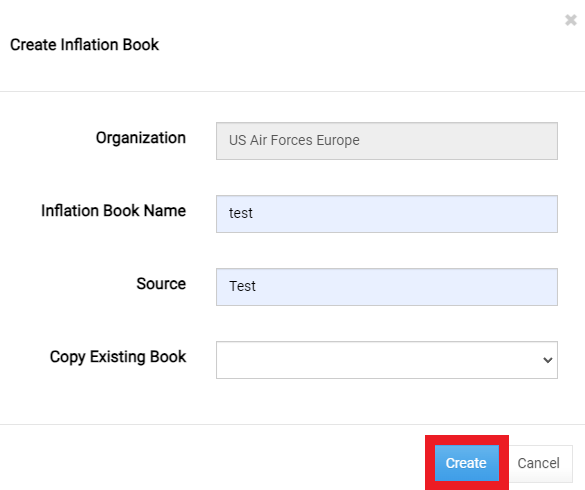 ✖
Create Inflation Book
Organization US Air Forces Europe
Inflation Book Name test
Source Test
Copy Existing Book
Create Cancel